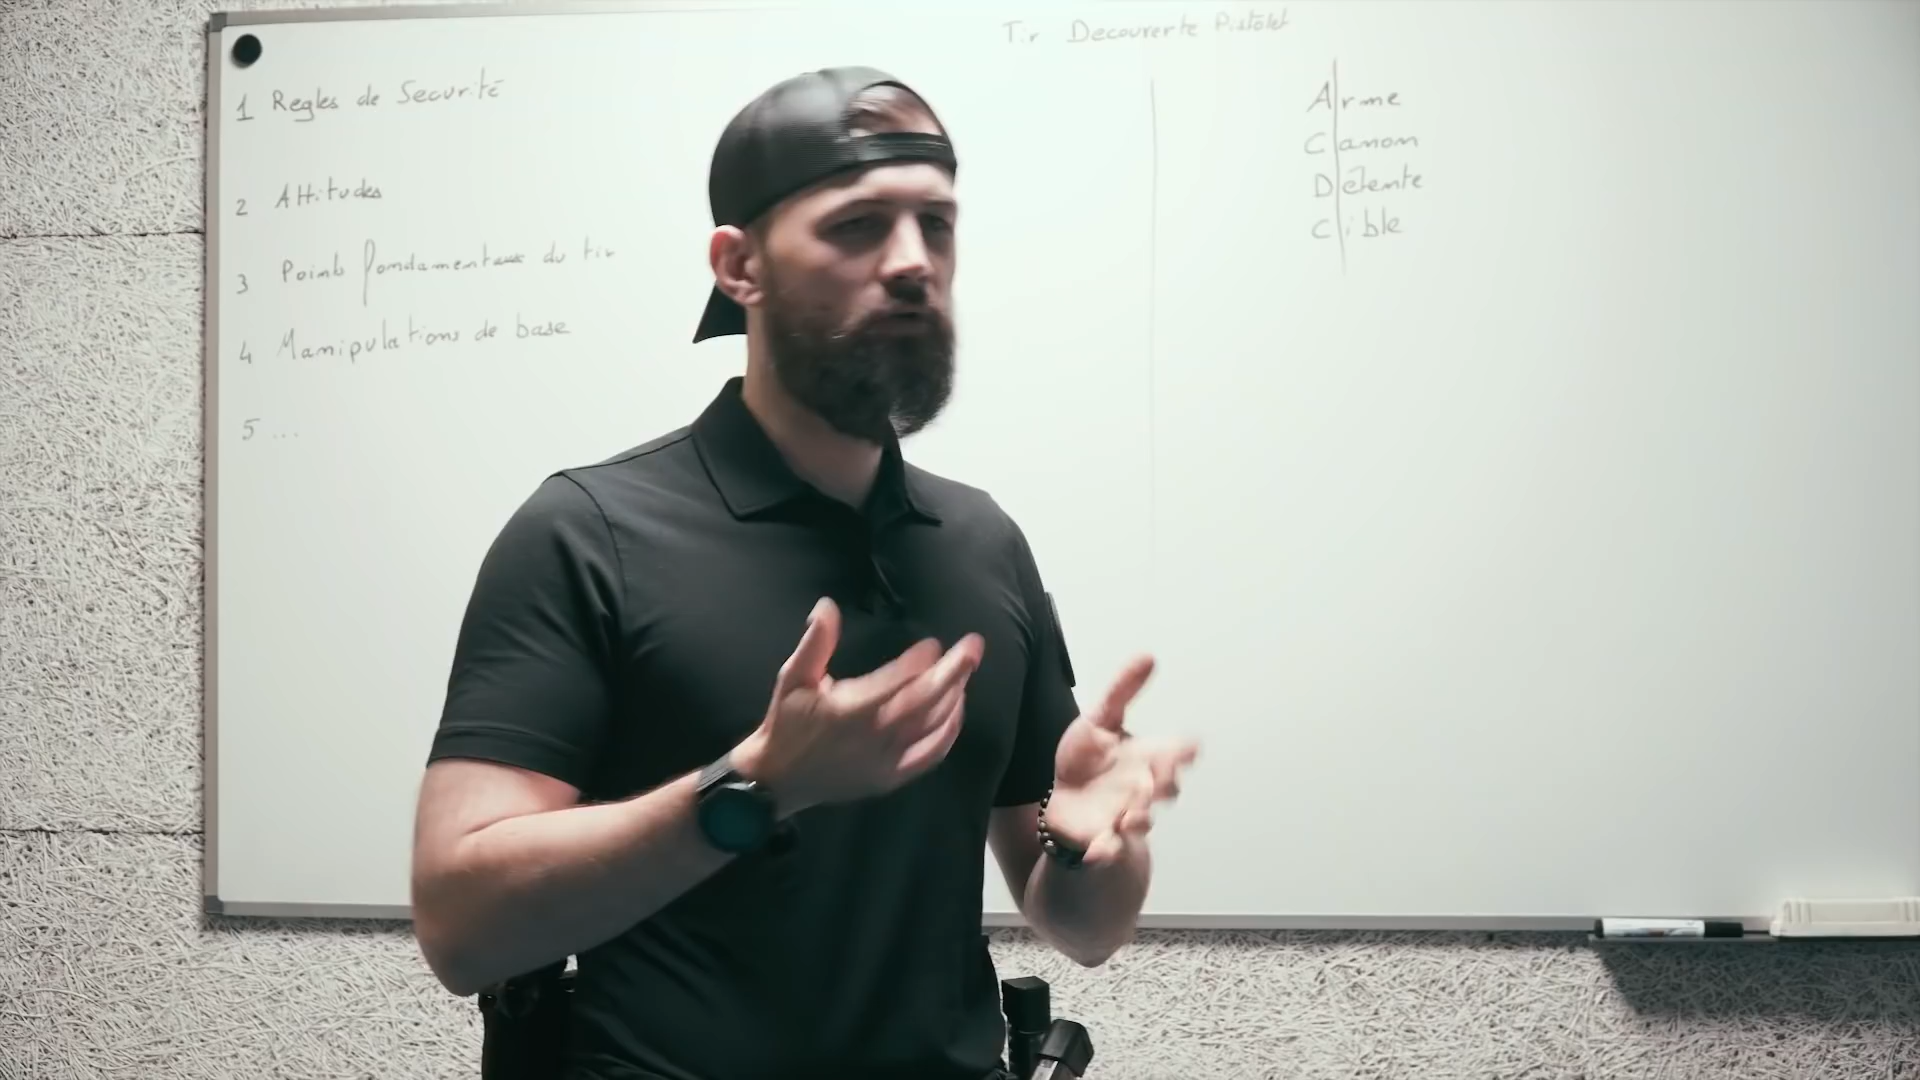 Tir Decouverte Pistolet
1 Regles de Securité
2 Attitudes
3 Points fondamentaux du tir
4 Manipulations de base
5 ...
Arme
Canon
Détente
Cible